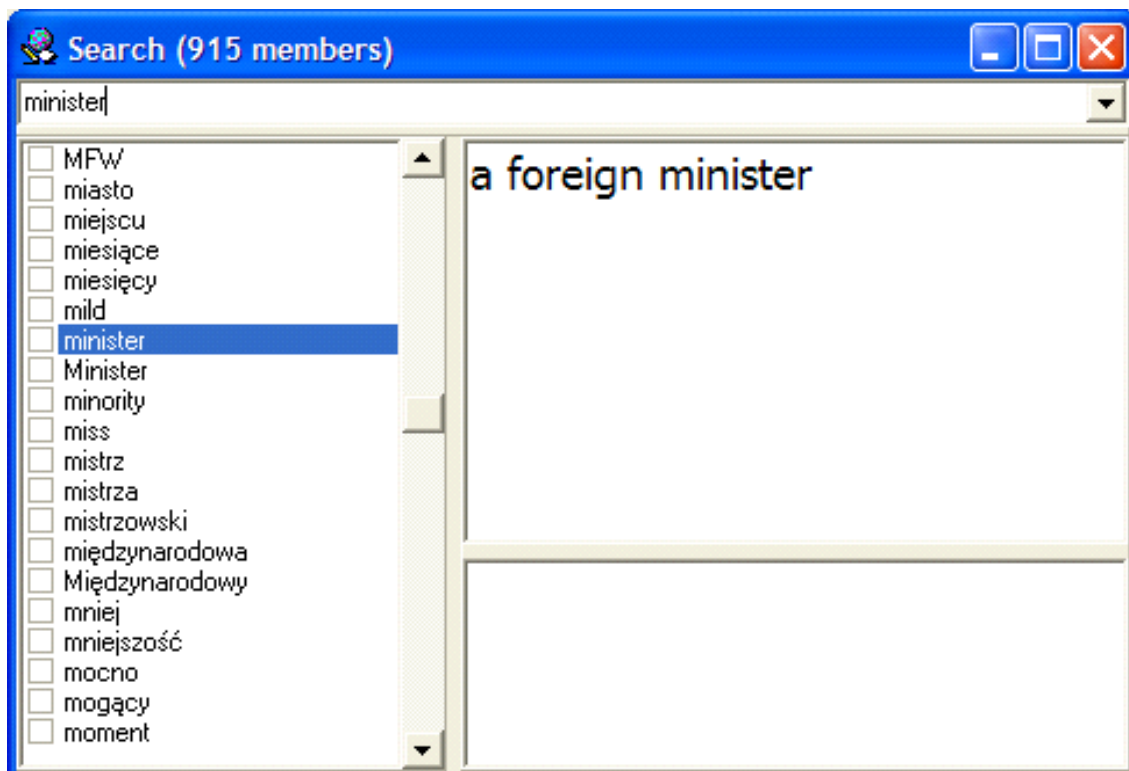 Search (915 members)
minister
MFW
miasto
miejscu
miesiące
miesięcy
mild
minister
Minister
minority
miss
mistrz
mistrza
mistrzowski
międzynarodowa
Międzynarodowy
mniej
mniejszość
mocno
mogący
moment
a foreign minister